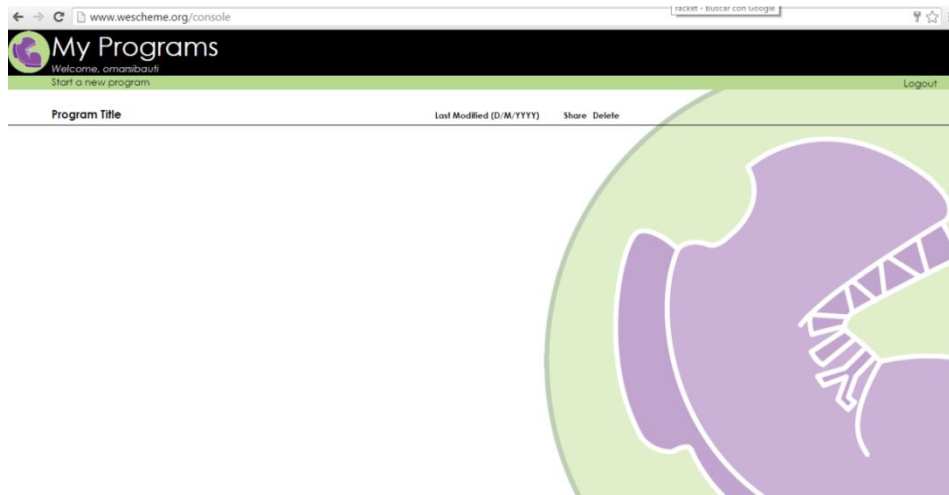 www.wescheme.org/console
racket - Buscar con Google
My Programs
Welcome, omarsibauti
Start a new program
Logout
Program Title Last Modified (D/M/YYYY) Share Delete